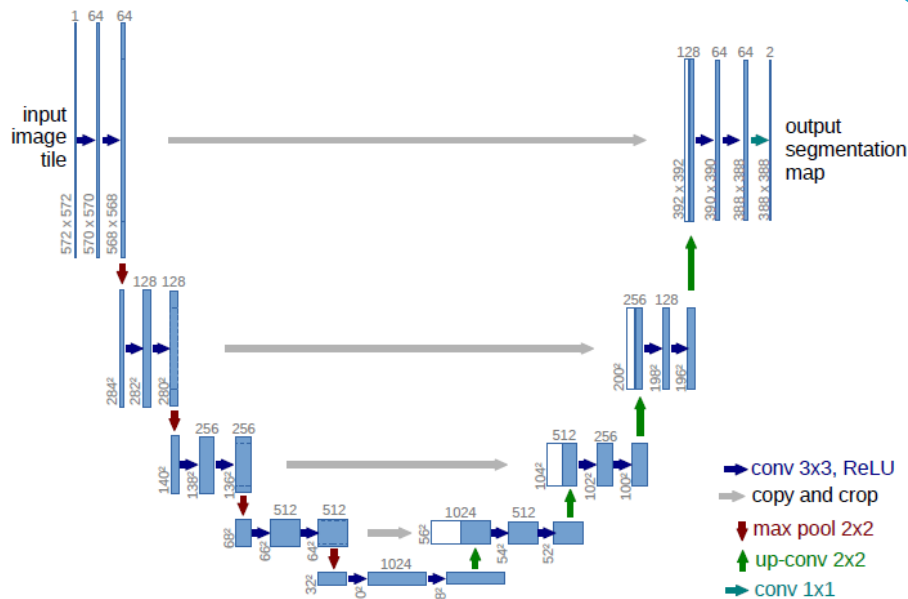 1 64 64
128 64 64 2
input
image
tile
output
segmentation
map
572 x 572
570 x 570
568 x 568
392 x 392
390 x 390
388 x 388
388 x 388
128 128
256 128
284²
282²
280²
200²
198²
196²
256 256
512 256
140²
138²
136²
104²
102²
100²
512 512
1024 512
68²
66²
64²
56²
54²
52²
1024
32²
0²
8²
conv 3x3, ReLU
copy and crop
max pool 2x2
up-conv 2x2
conv 1x1